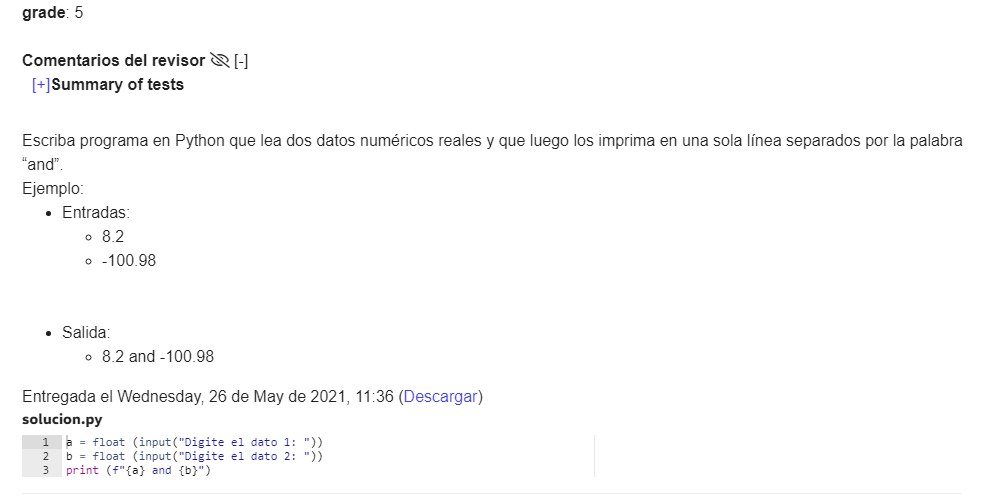 grade: 5
Comentarios del revisor [-]
[+]Summary of tests
Escriba programa en Python que lea dos datos numéricos reales y que luego los imprima en una sola línea separados por la palabra
“and”.
Ejemplo:
Entradas:
8.2
-100.98
Salida:
8.2 and -100.98
Entregada el Wednesday, 26 de May de 2021, 11:36 (Descargar)
solucion.py
1 a = float (input("Digite el dato 1: "))
2 b = float (input("Digite el dato 2: "))
3 print (f"{a} and {b}")